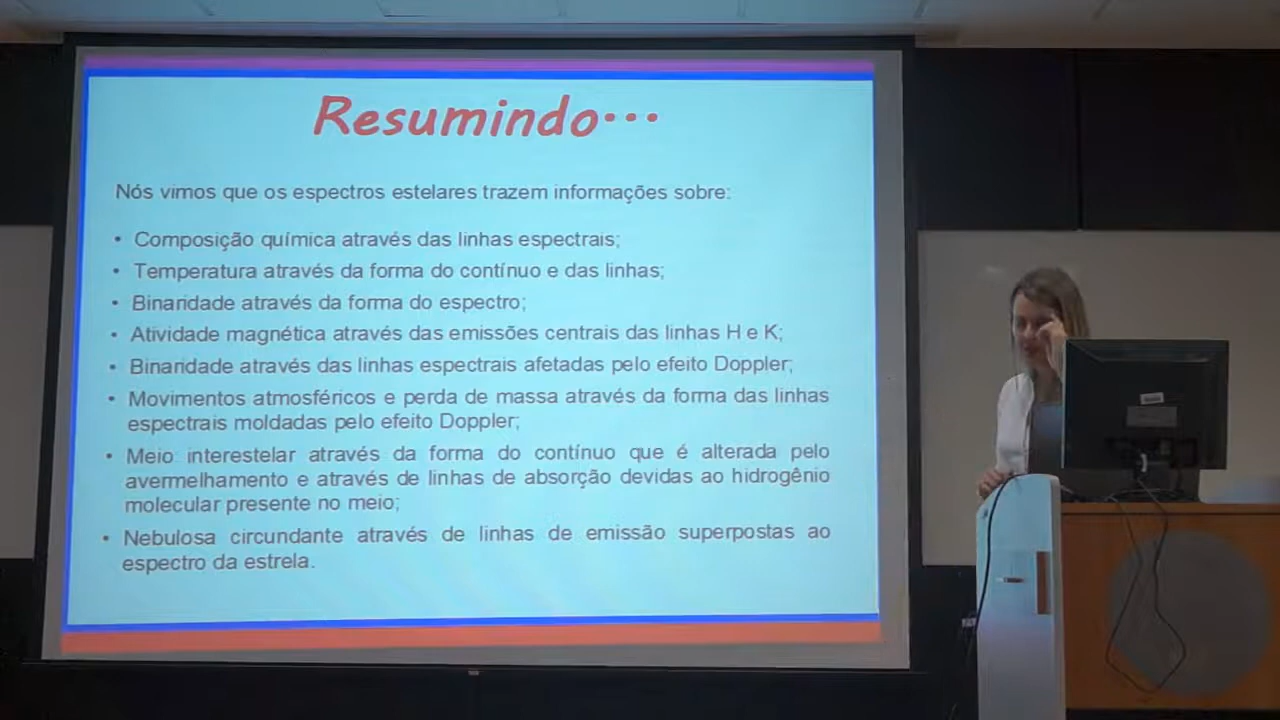 Resumindo...
Nós vimos que os espectros estelares trazem informações sobre:
• Composição química através das linhas espectrais;
• Temperatura através da forma do contínuo e das linhas;
• Binaridade através da forma do espectro;
• Atividade magnética através das emissões centrais das linhas H e K;
• Binaridade através das linhas espectrais afetadas pelo efeito Doppler;
• Movimentos atmosféricos e perda de massa através da forma das linhas
espectrais moldadas pelo efeito Doppler;
• Meio interestelar através da forma do contínuo que é alterada pelo
avermelhamento e através de linhas de absorção devidas ao hidrogênio
molecular presente no meio;
• Nebulosa circundante através de linhas de emissão superpostas ao
espectro da estrela.